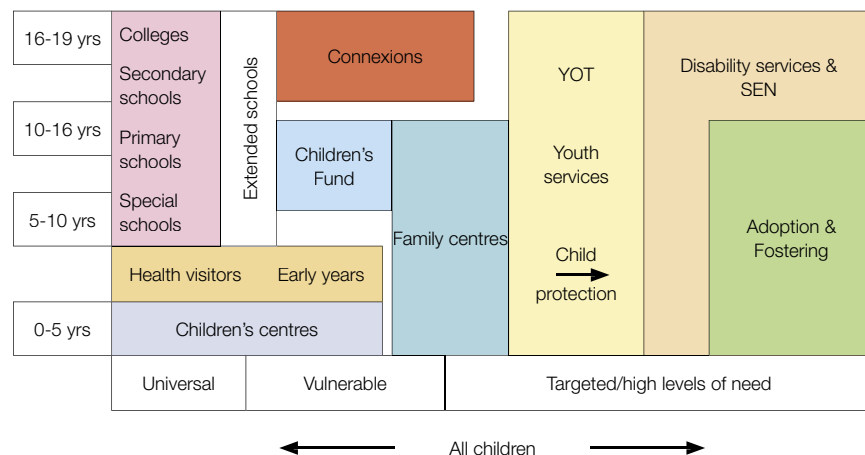 16-19 yrs
10-16 yrs
5-10 yrs
0-5 yrs
Colleges
Secondary
schools
Primary
schools
Special
schools
Extended schools
Connexions
Children's
Fund
Family centres
Health visitors
Early years
Children's centres
YOT
Youth
services
Child
protection
Disability services &
SEN
Adoption &
Fostering
Universal
Vulnerable
Targeted/high levels of need
All children